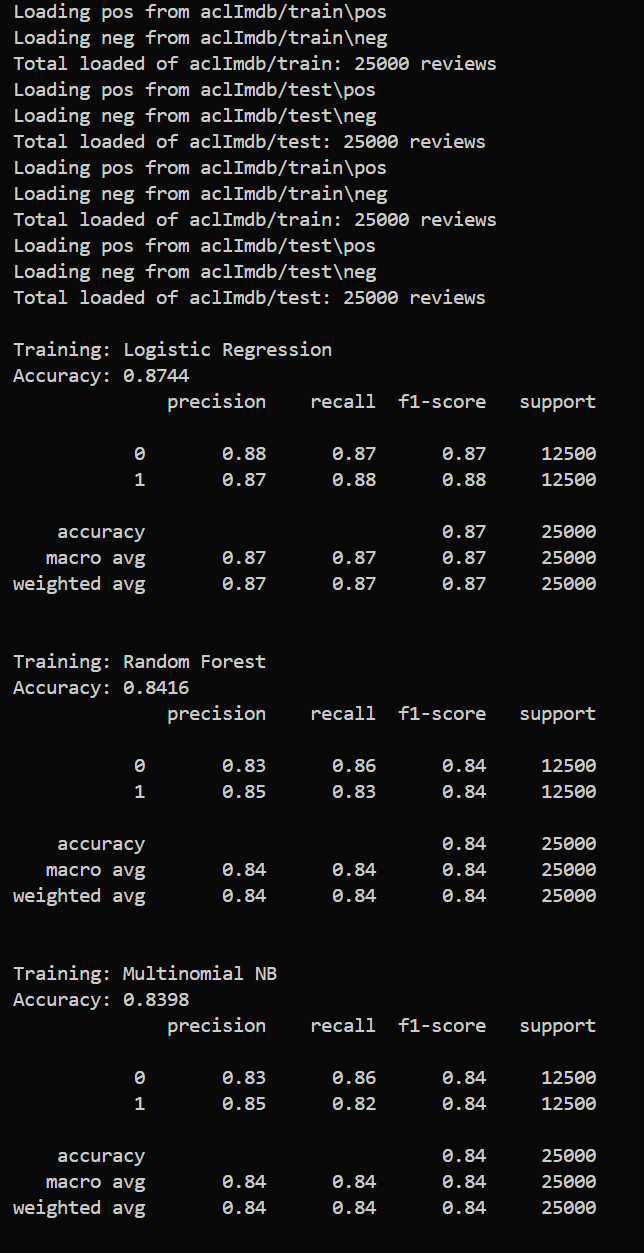 Loading pos from aclImdb/train\pos
Loading neg from aclImdb/train\neg
Total loaded of aclImdb/train: 25000 reviews
Loading pos from aclImdb/test\pos
Loading neg from aclImdb/test\neg
Total loaded of aclImdb/test: 25000 reviews
Loading pos from aclImdb/train\pos
Loading neg from aclImdb/train\neg
Total loaded of aclImdb/train: 25000 reviews
Loading pos from aclImdb/test\pos
Loading neg from aclImdb/test\neg
Total loaded of aclImdb/test: 25000 reviews

Training: Logistic Regression
Accuracy: 0.8744
              precision    recall  f1-score   support

           0       0.88      0.87      0.87     12500
           1       0.87      0.88      0.88     12500

    accuracy                           0.87     25000
   macro avg       0.87      0.87      0.87     25000
weighted avg       0.87      0.87      0.87     25000


Training: Random Forest
Accuracy: 0.8416
              precision    recall  f1-score   support

           0       0.83      0.86      0.84     12500
           1       0.85      0.83      0.84     12500

    accuracy                           0.84     25000
   macro avg       0.84      0.84      0.84     25000
weighted avg       0.84      0.84      0.84     25000


Training: Multinomial NB
Accuracy: 0.8398
              precision    recall  f1-score   support

           0       0.83      0.86      0.84     12500
           1       0.85      0.82      0.84     12500

    accuracy                           0.84     25000
   macro avg       0.84      0.84      0.84     25000
weighted avg       0.84      0.84      0.84     25000